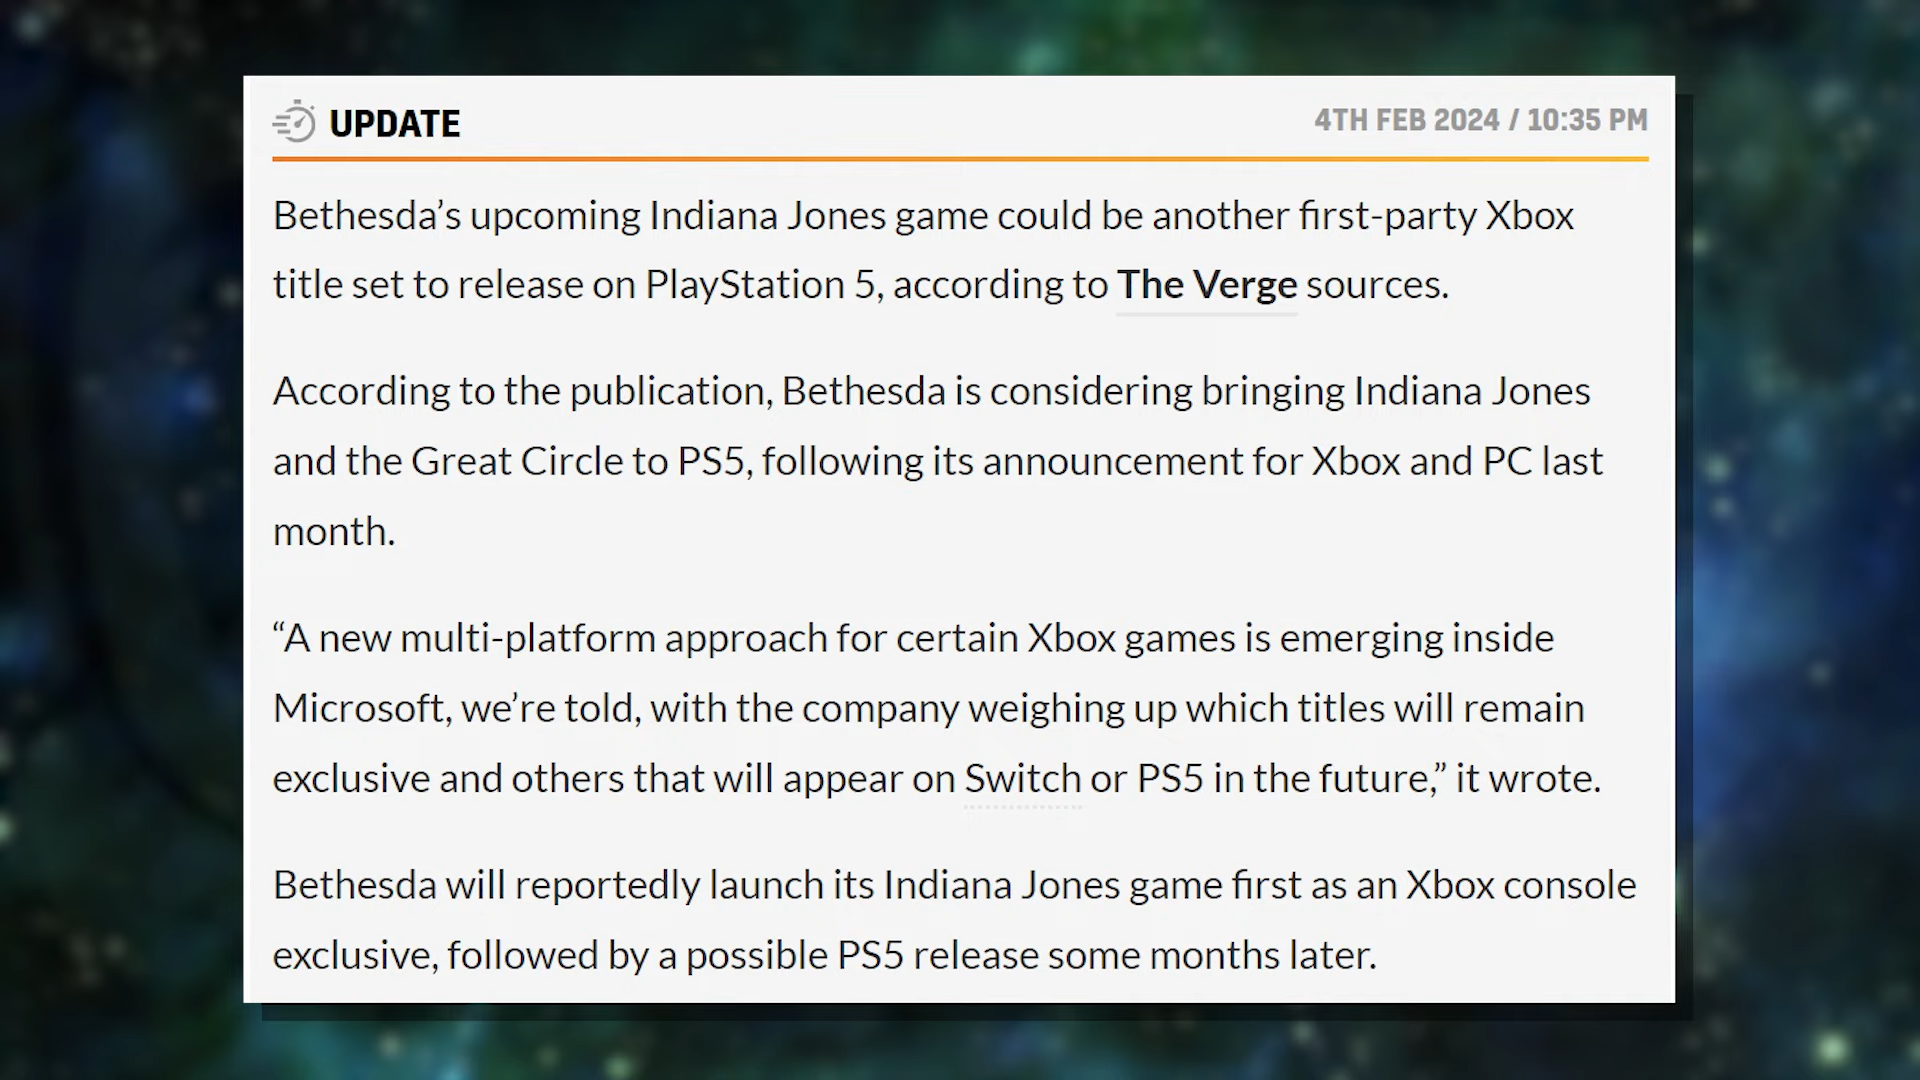 UPDATE
4TH FEB 2024 / 10:35 PM
Bethesda’s upcoming Indiana Jones game could be another first-party Xbox
title set to release on PlayStation 5, according to The Verge sources.
According to the publication, Bethesda is considering bringing Indiana Jones
and the Great Circle to PS5, following its announcement for Xbox and PC last
month.
“A new multi-platform approach for certain Xbox games is emerging inside
Microsoft, we’re told, with the company weighing up which titles will remain
exclusive and others that will appear on Switch or PS5 in the future,” it wrote.
Bethesda will reportedly launch its Indiana Jones game first as an Xbox console
exclusive, followed by a possible PS5 release some months later.